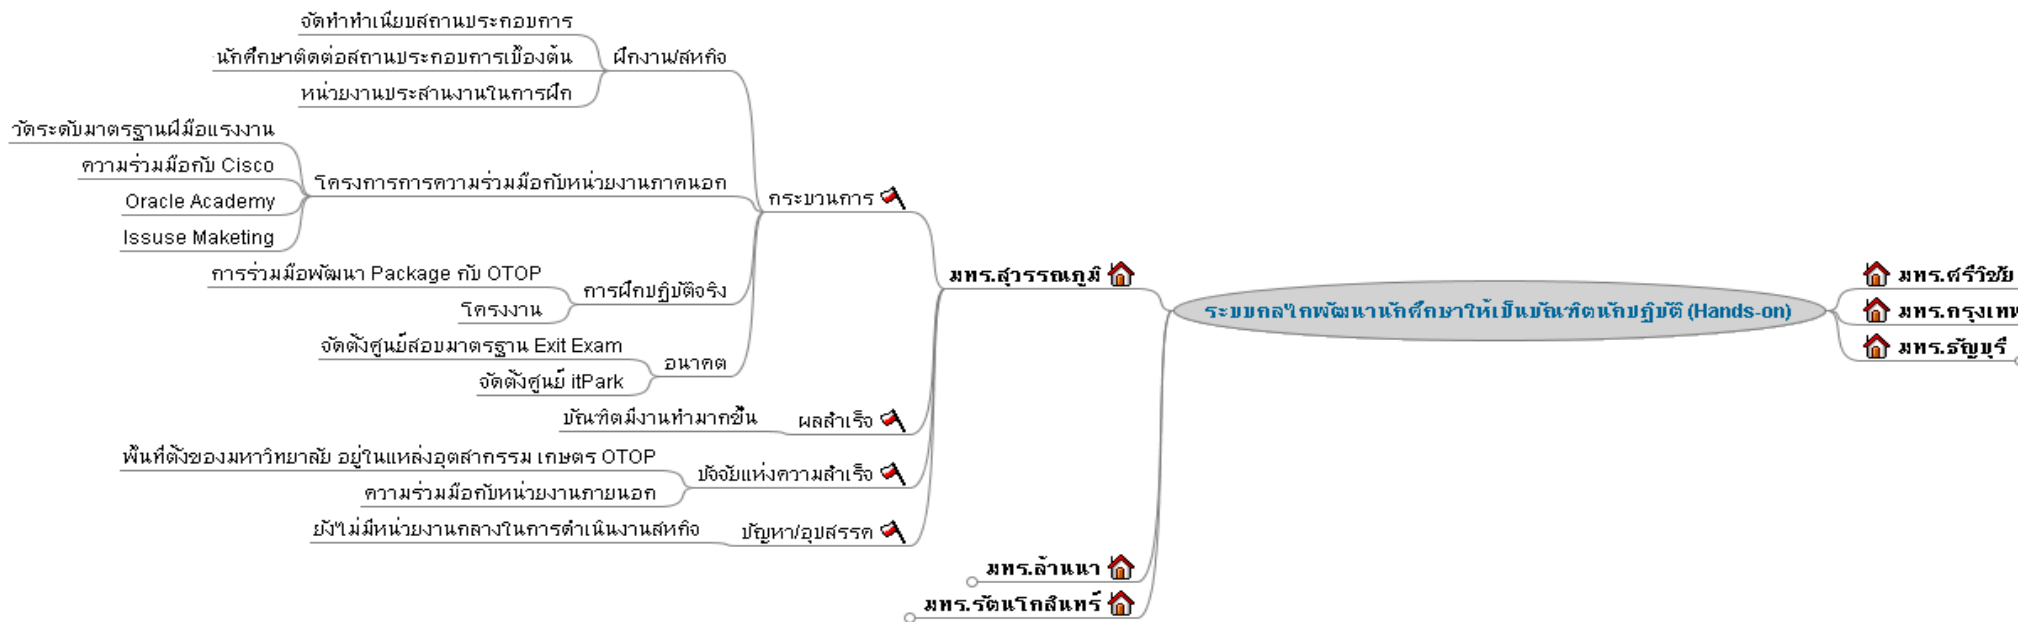 จัดทำทำเนียบสถานประกอบการ
นักศึกษาติดต่อสถานประกอบการเบื้องต้น
หน่วยงานประสานงานในการฝึก
ฝึกงาน/สหกิจ
วัดระดับมาตรฐานฝีมือแรงงาน
ความร่วมมือกับ Cisco
Oracle Academy
Issuse Maketing
โครงการการความร่วมมือกับหน่วยงานภาคนอก
การร่วมมือพัฒนา Package กับ OTOP
โครงงาน
การฝึกปฏิบัติจริง
จัดตั้งศูนย์สอบมาตรฐาน Exit Exam
จัดตั้งศูนย์ itPark
อนาคต
กระบวนการ
บัณฑิตมีงานทำมากขึ้น
ผลสำเร็จ
พื้นที่ตั้งของมหาวิทยาลัย อยู่ในแหล่งอุตสากรรม เกษตร OTOP
ความร่วมมือกับหน่วยงานภายนอก
ปัจจัยแห่งความสำเร็จ
ยังไม่มีหน่วยงานกลางในการดำเนินงานสหกิจ
ปัญหา/อุปสรรค
มทร.สุวรรณภูมิ
มทร.ล้านนา
มทร.รัตนโกสินทร์
ระบบกลไกพัฒนานักศึกษาให้เป็นบัณฑิตนักปฏิบัติ (Hands-on)
มทร.ศรีวิชัย
มทร.กรุงเทพ
มทร.ธัญบุรี